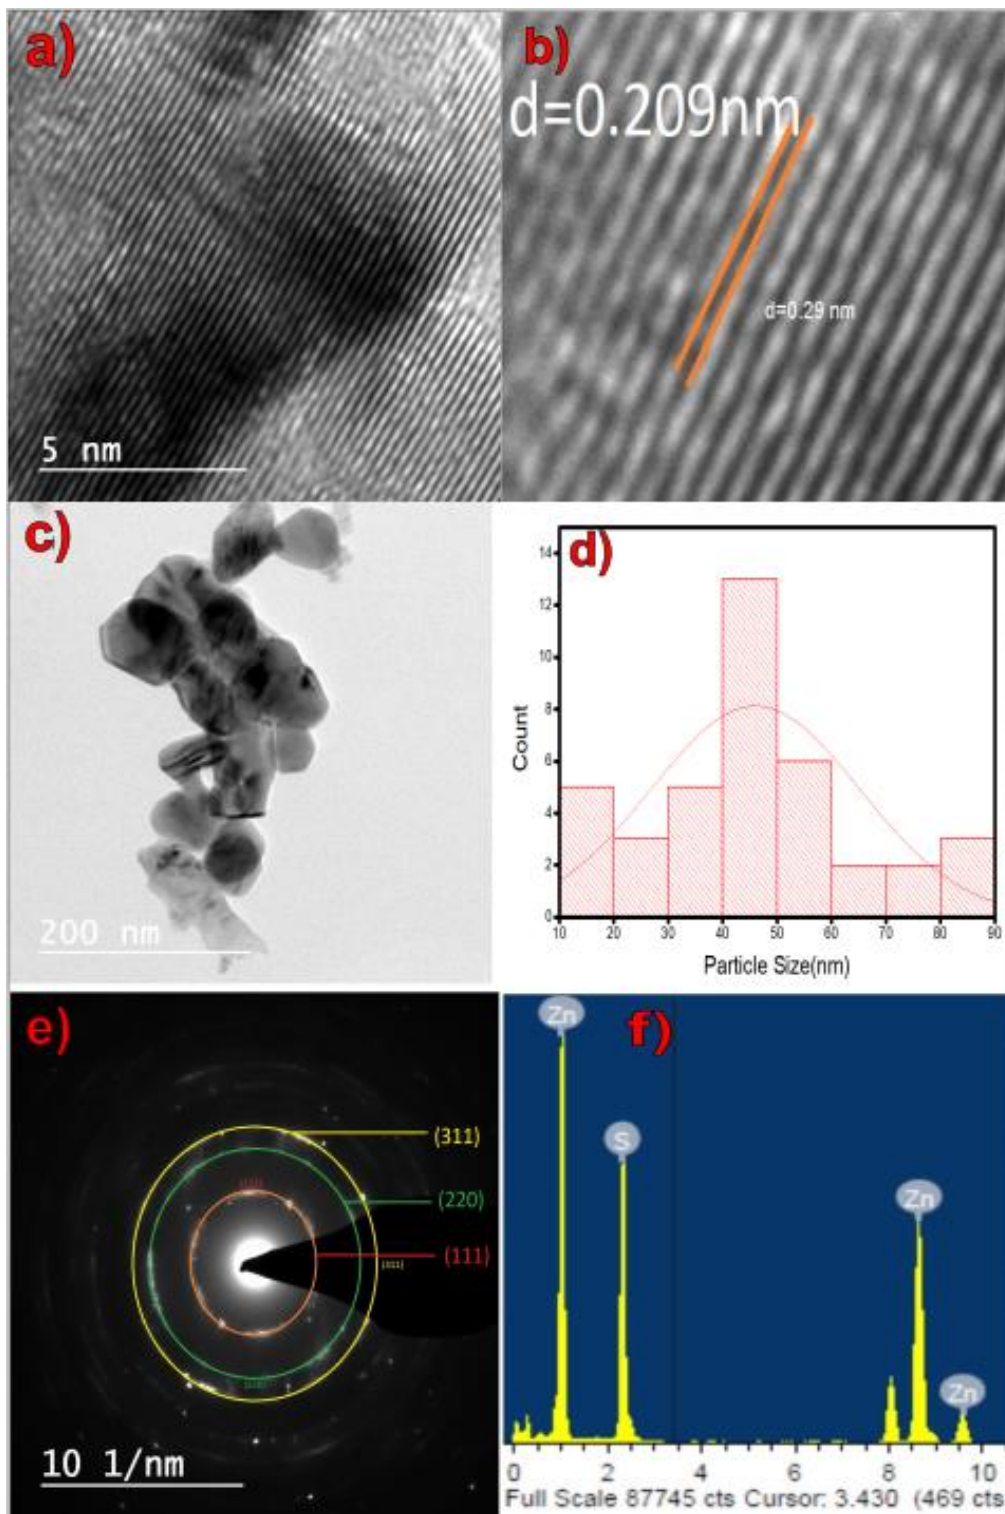 a)
b)
d=0.209nm
d=0.29 nm
5 nm
c)
200 nm
d)
14
12
10
8
6
4
2
0
Count
10 20 30 40 50 60 70 80 90
Particle Size(nm)
e)
(311)
(220)
(111)
10 1/nm
f)
Zn
S
Zn
Zn
0 2 4 6 8 10
Full Scale 87745 cts Cursor: 3.430 (469 cts